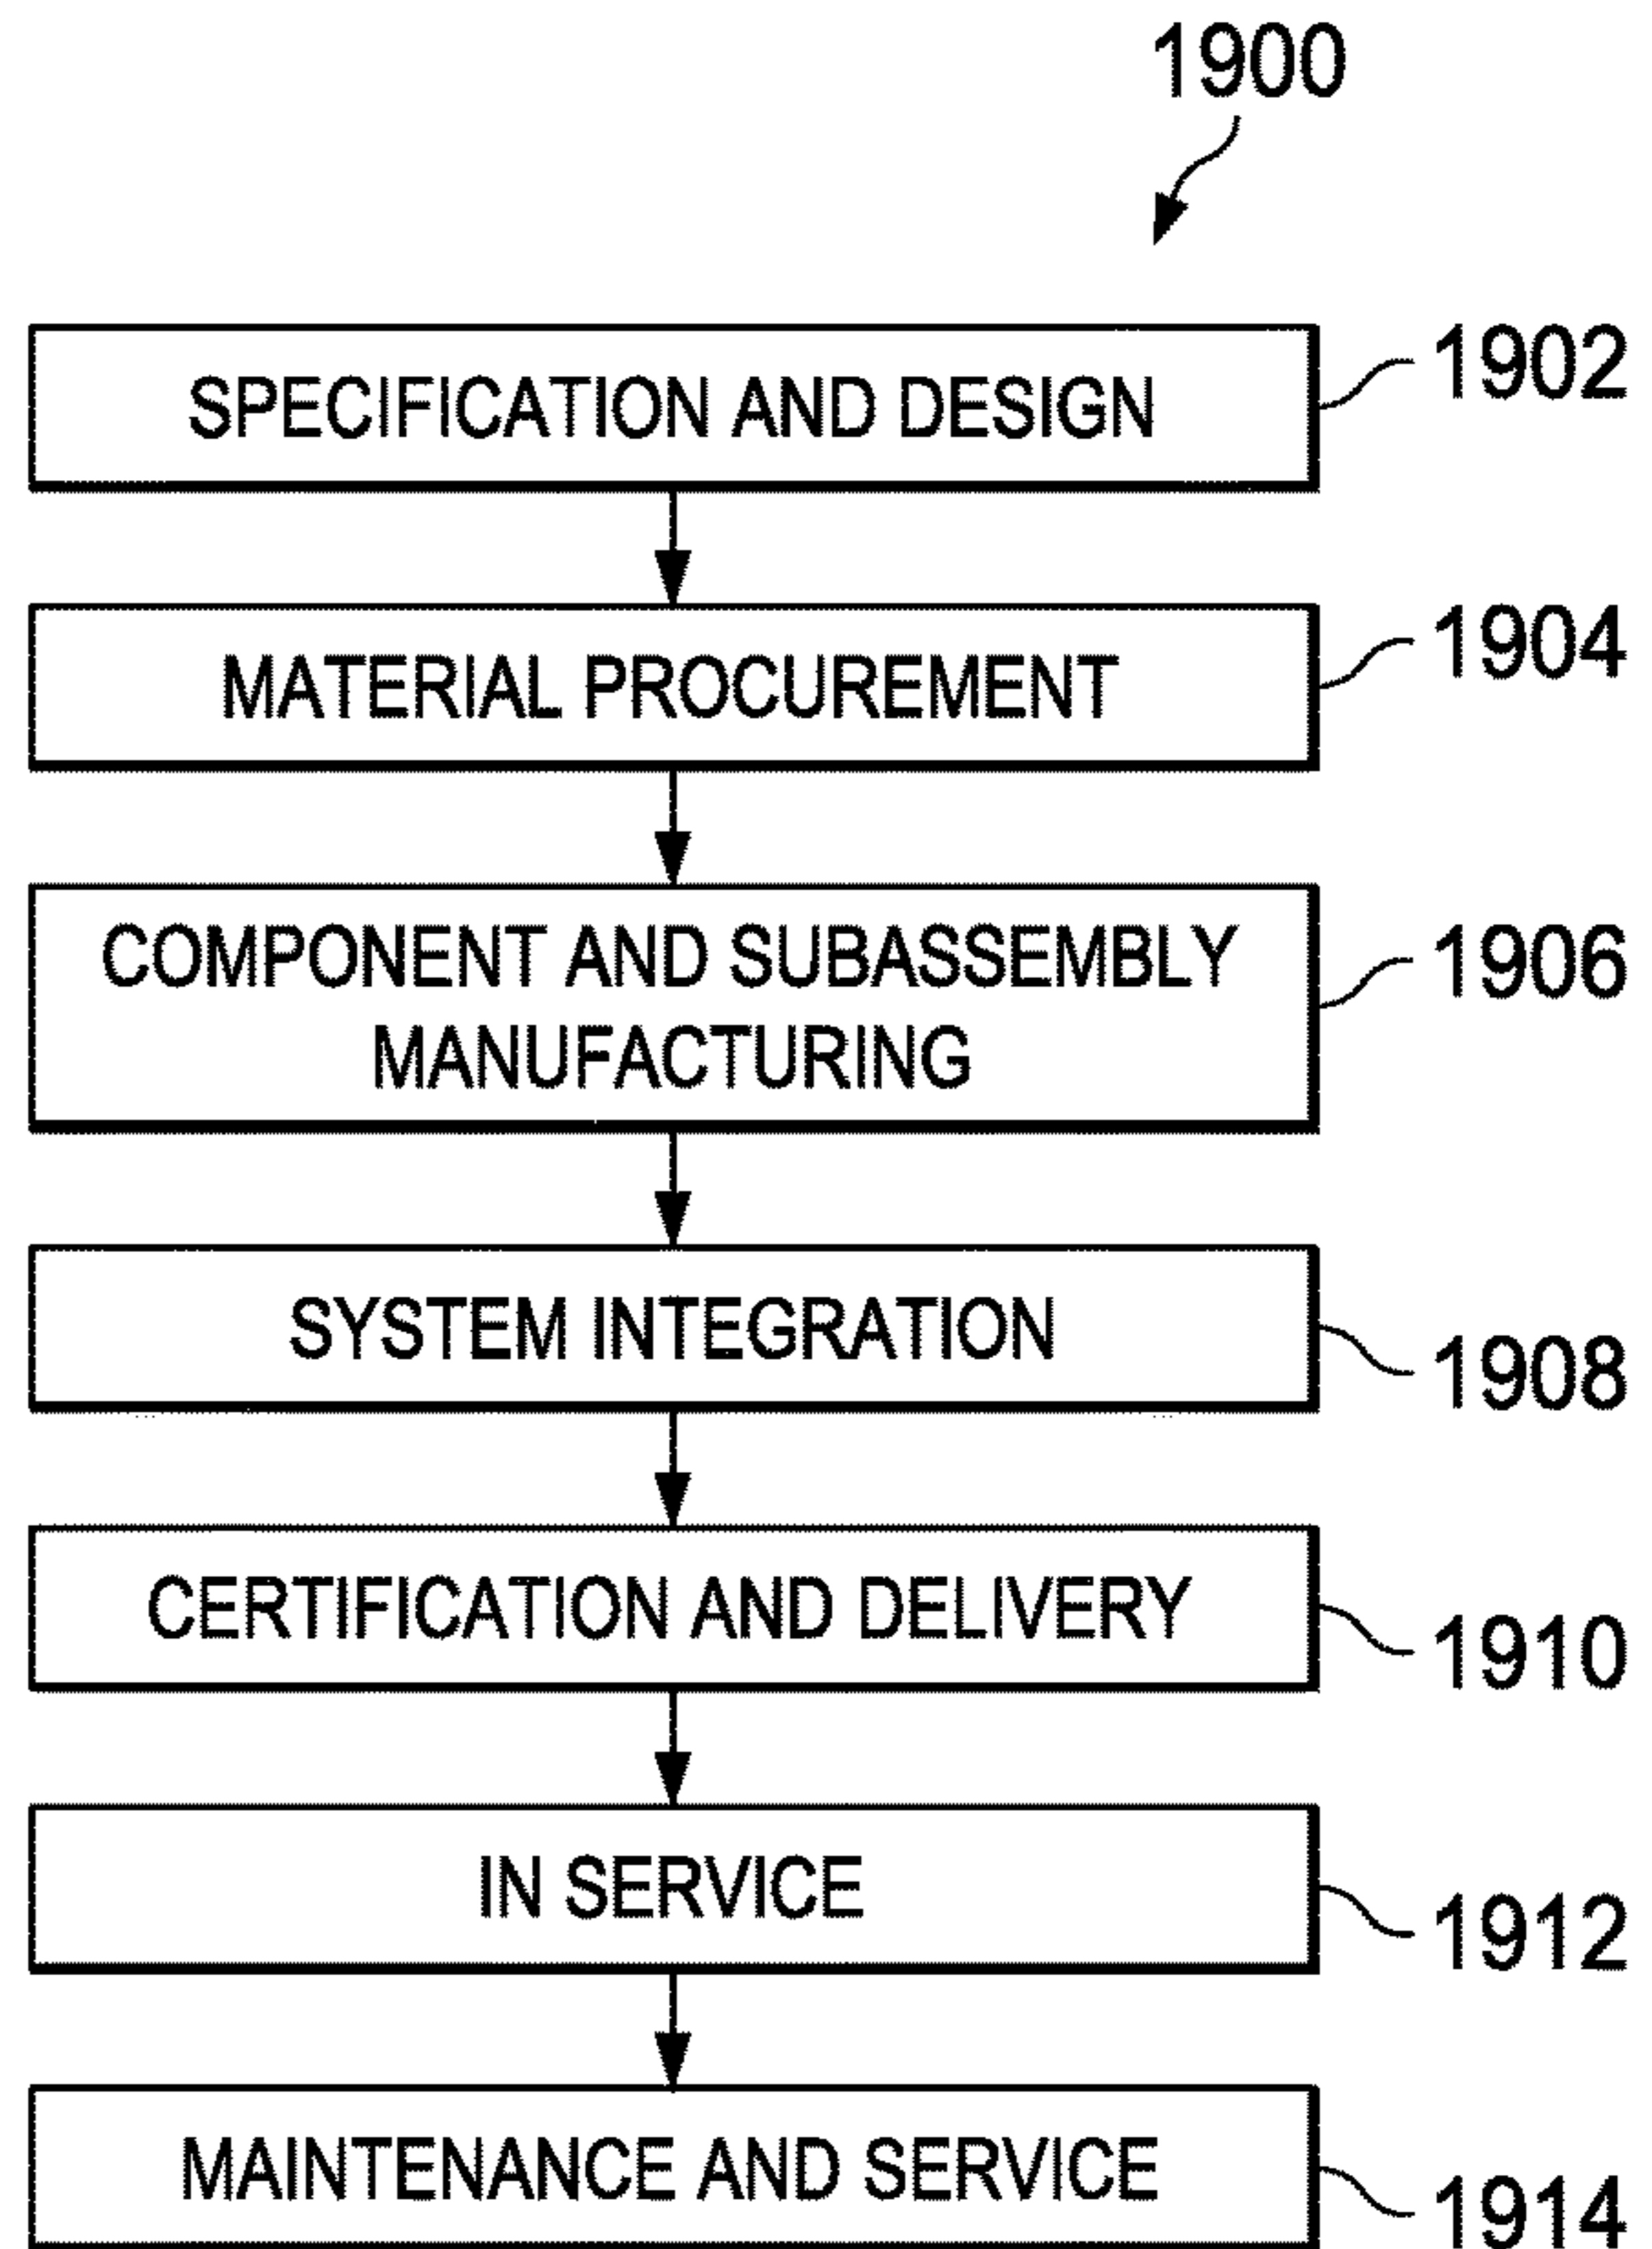 1900
SPECIFICATION AND DESIGN
1902
MATERIAL PROCUREMENT
1904
COMPONENT AND SUBASSEMBLY
MANUFACTURING
1906
SYSTEM INTEGRATION
1908
CERTIFICATION AND DELIVERY
1910
IN SERVICE
1912
MAINTENANCE AND SERVICE
1914